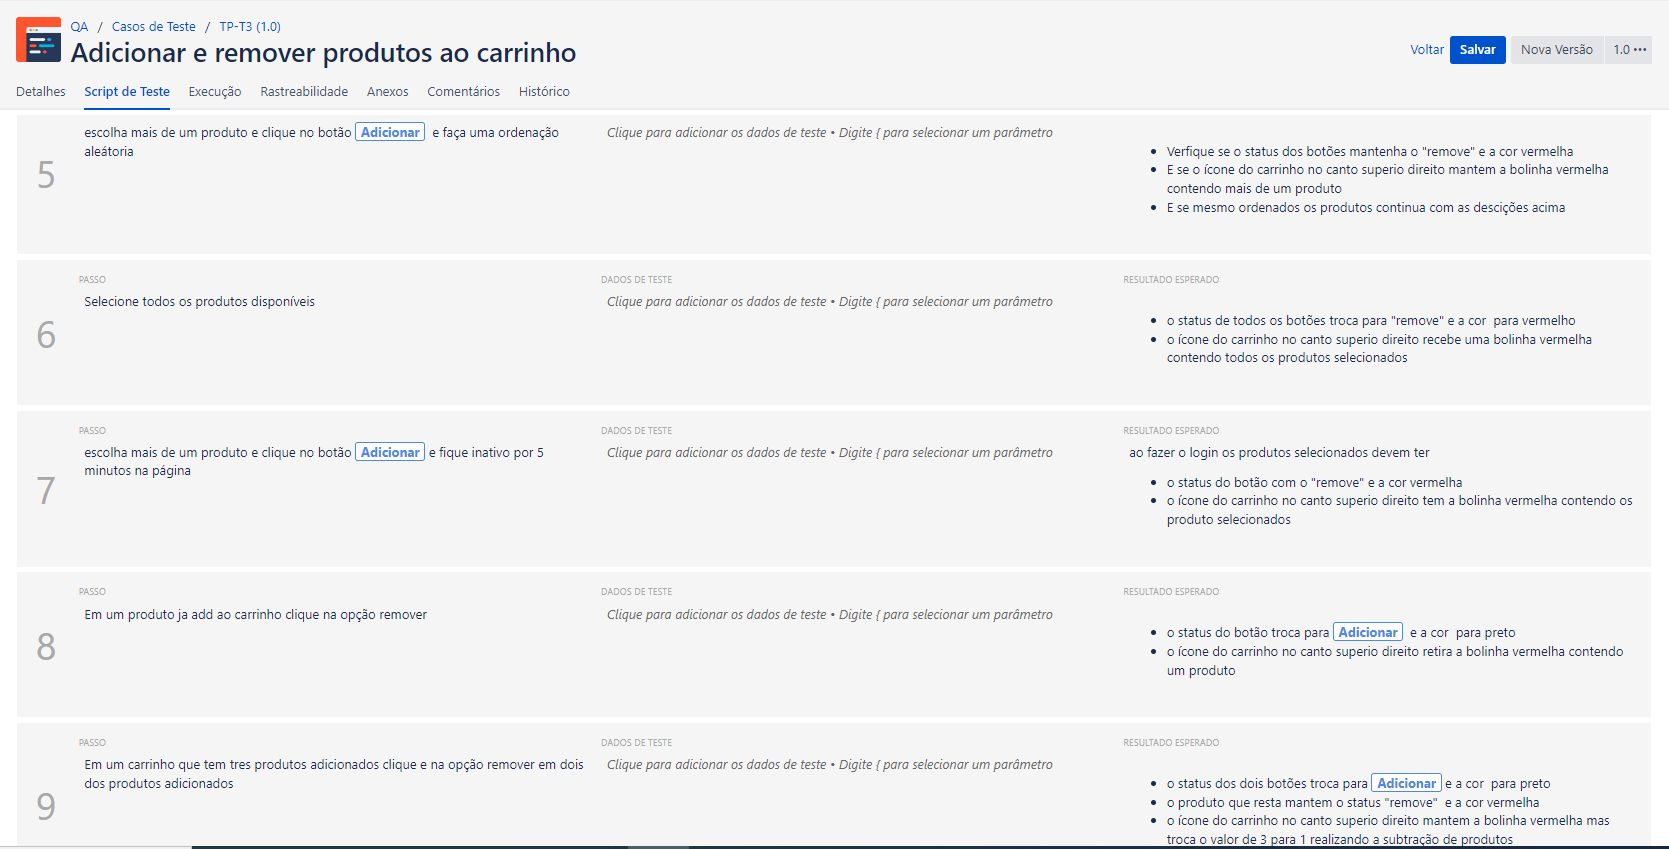 QA / Casos de Teste / TP-T3 (1.0)
Adicionar e remover produtos ao carrinho
Voltar Salvar Nova Versão 1.0 •••
Detalhes Script de Teste Execução Rastreabilidade Anexos Comentários Histórico
5
escolha mais de um produto e clique no botão Adicionar e faça uma ordenação
aleátoria
Clique para adicionar os dados de teste • Digite { para selecionar um parâmetro
• Verfique se o status dos botões mantenha o "remove" e a cor vermelha
• E se o ícone do carrinho no canto superio direito mantem a bolinha vermelha
contendo mais de um produto
• E se mesmo ordenados os produtos continua com as descições acima
6
PASSO
Selecione todos os produtos disponíveis
DADOS DE TESTE
Clique para adicionar os dados de teste • Digite { para selecionar um parâmetro
RESULTADO ESPERADO
• o status de todos os botões troca para "remove" e a cor para vermelho
• o ícone do carrinho no canto superio direito recebe uma bolinha vermelha
contendo todos os produtos selecionados
7
PASSO
escolha mais de um produto e clique no botão Adicionar e fique inativo por 5
minutos na página
DADOS DE TESTE
Clique para adicionar os dados de teste • Digite { para selecionar um parâmetro
RESULTADO ESPERADO
ao fazer o login os produtos selecionados devem ter
• o status do botão com o "remove" e a cor vermelha
• o ícone do carrinho no canto superio direito tem a bolinha vermelha contendo os
produto selecionados
8
PASSO
Em um produto ja add ao carrinho clique na opção remover
DADOS DE TESTE
Clique para adicionar os dados de teste • Digite { para selecionar um parâmetro
RESULTADO ESPERADO
• o status do botão troca para Adicionar e a cor para preto
• o ícone do carrinho no canto superio direito retira a bolinha vermelha contendo
um produto
9
PASSO
Em um carrinho que tem tres produtos adicionados clique e na opção remover em dois
dos produtos adicionados
DADOS DE TESTE
Clique para adicionar os dados de teste • Digite { para selecionar um parâmetro
RESULTADO ESPERADO
• o status dos dois botões troca para Adicionar e a cor para preto
• o produto que resta mantem o status "remove" e a cor vermelha
• o ícone do carrinho no canto superio direito mantem a bolinha vermelha mas
troca o valor de 3 para 1 realizando a subtração de produtos